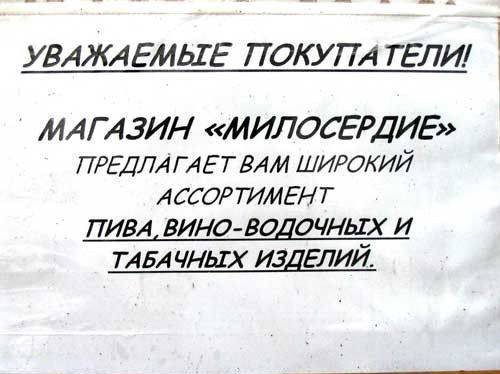 УВАЖАЕМЫЕ ПОКУПАТЕЛИ!
МАГАЗИН «МИЛОСЕРДИЕ»
ПРЕДЛАГАЕТ ВАМ ШИРОКИЙ
АССОРТИМЕНТ
ПИВА, ВИНО-ВОДОЧНЫХ И
ТАБАЧНЫХ ИЗДЕЛИЙ.